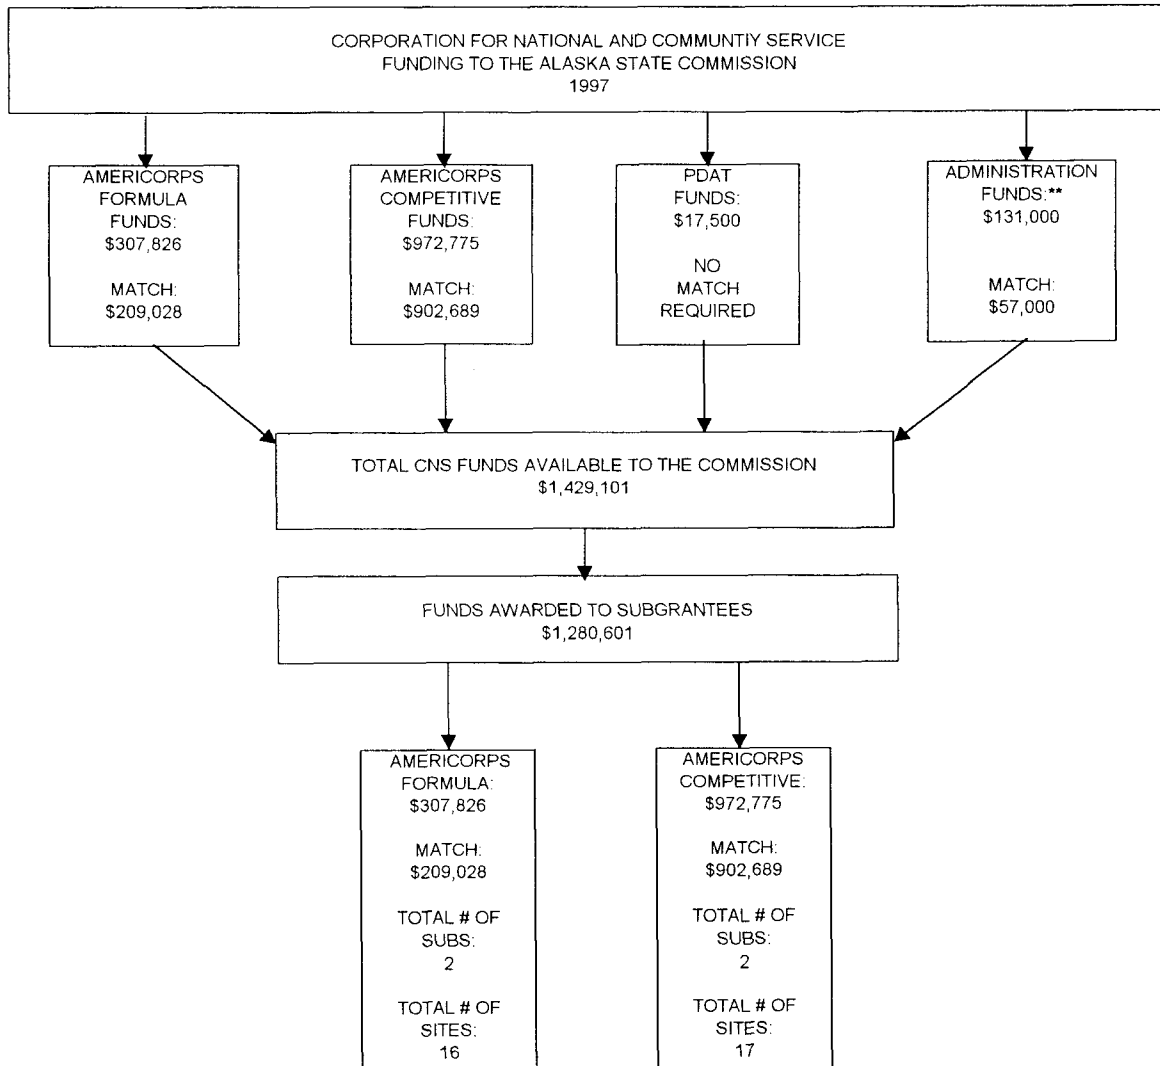 CORPORATION FOR NATIONAL AND COMMUNTIY SERVICE
FUNDING TO THE ALASKA STATE COMMISSION
1997
AMERICORPS
FORMULA
FUNDS:
$307,826
MATCH:
$209,028
AMERICORPS
COMPETITIVE
FUNDS:
$972,775
MATCH:
$902,689
PDAT
FUNDS:
$17,500
NO
MATCH
REQUIRED
ADMINISTRATION
FUNDS:**
$131,000
MATCH:
$57,000
TOTAL CNS FUNDS AVAILABLE TO THE COMMISSION
$1,429,101
FUNDS AWARDED TO SUBGRANTEES
$1,280,601
AMERICORPS
FORMULA:
$307,826
MATCH:
$209,028
TOTAL # OF
SUBS:
2
TOTAL # OF
SITES:
16
AMERICORPS
COMPETITIVE:
$972,775
MATCH:
$902,689
TOTAL # OF
SUBS:
2
TOTAL # OF
SITES:
17